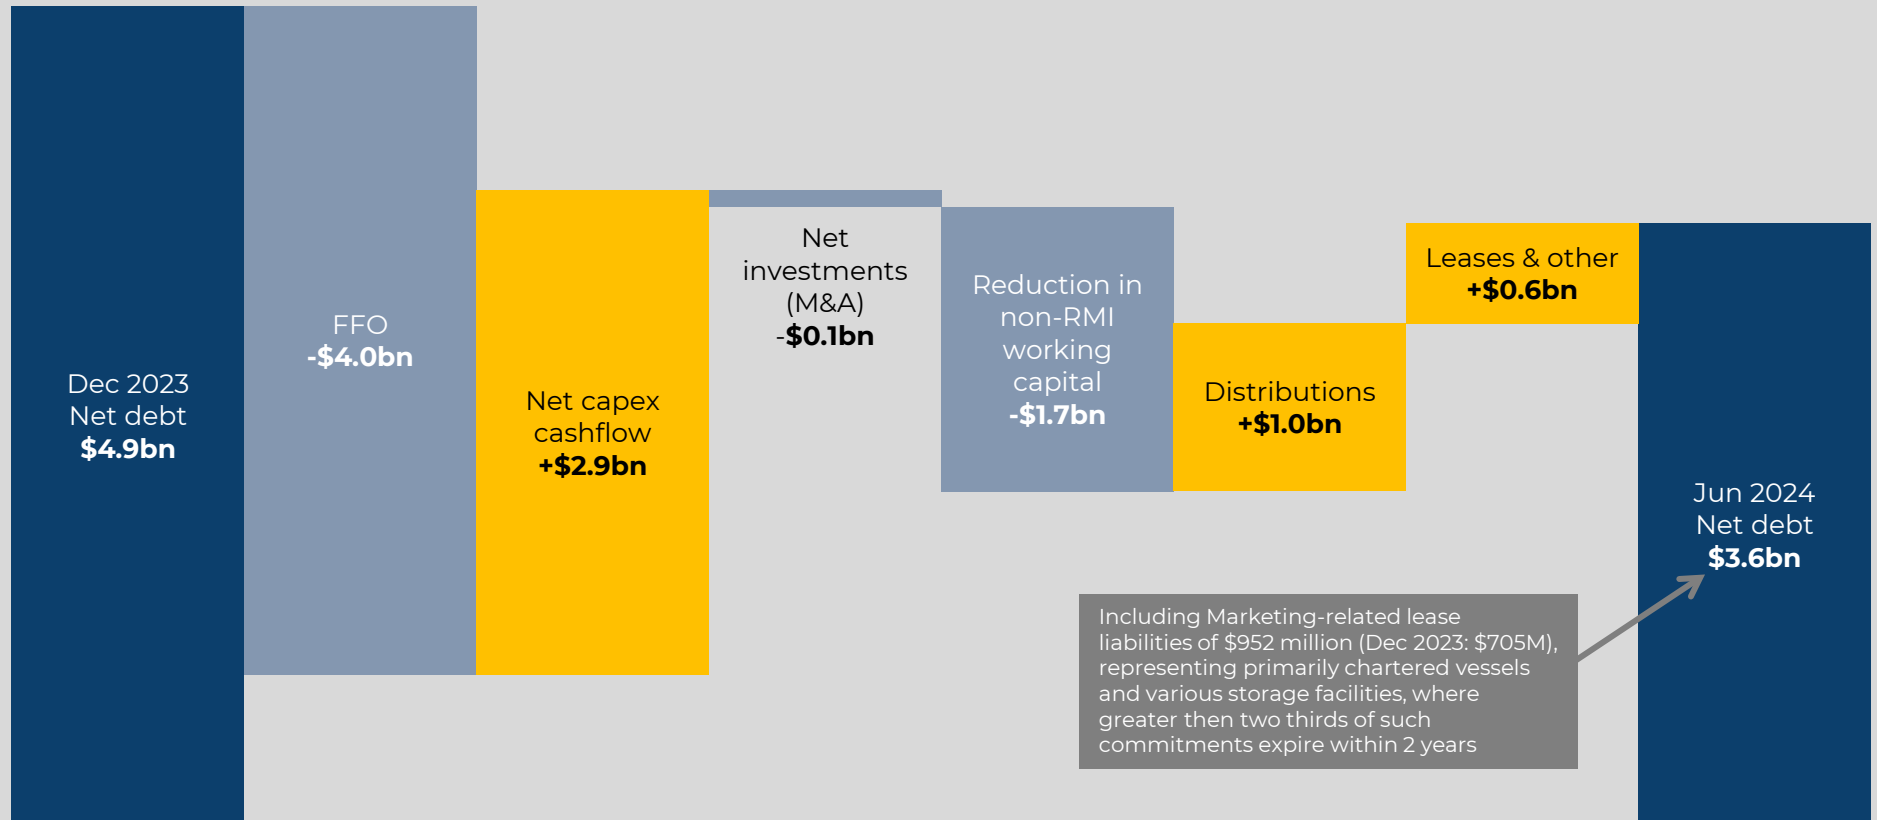 Dec 2023
Net debt
$4.9bn
FFO
-$4.0bn
Net capex
cashflow
+$2.9bn
Net
investments
(M&A)
-$0.1bn
Reduction in
non-RMI
working
capital
-$1.7bn
Distributions
+$1.0bn
Leases & other
+$0.6bn
Jun 2024
Net debt
$3.6bn
Including Marketing-related lease
liabilities of $952 million (Dec 2023: $705M),
representing primarily chartered vessels
and various storage facilities, where
greater then two thirds of such
commitments expire within 2 years